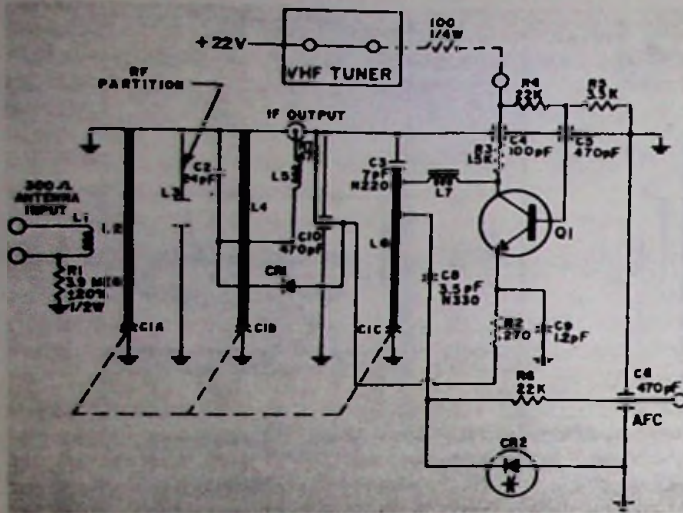 100
1/4W
+22V
VHF TUNER
RF
PARTITION
IF OUTPUT
R4
22K
R5
3.3K
C2
24pF
C3
7pF
N220
R3
1.5K
C4
100pF
C5
470pF
300Ω
ANTENNA
INPUT
L1
L2
L3
L4
L5
L7
C10
470pF
L6
Q1
R1
3.9 MEG
±20%
1/2W
CR1
C8
3.5pF
N330
C1A
C1B
C1C
R2
270
C9
1.2pF
R6
22K
C6
470pF
AFC
CR2